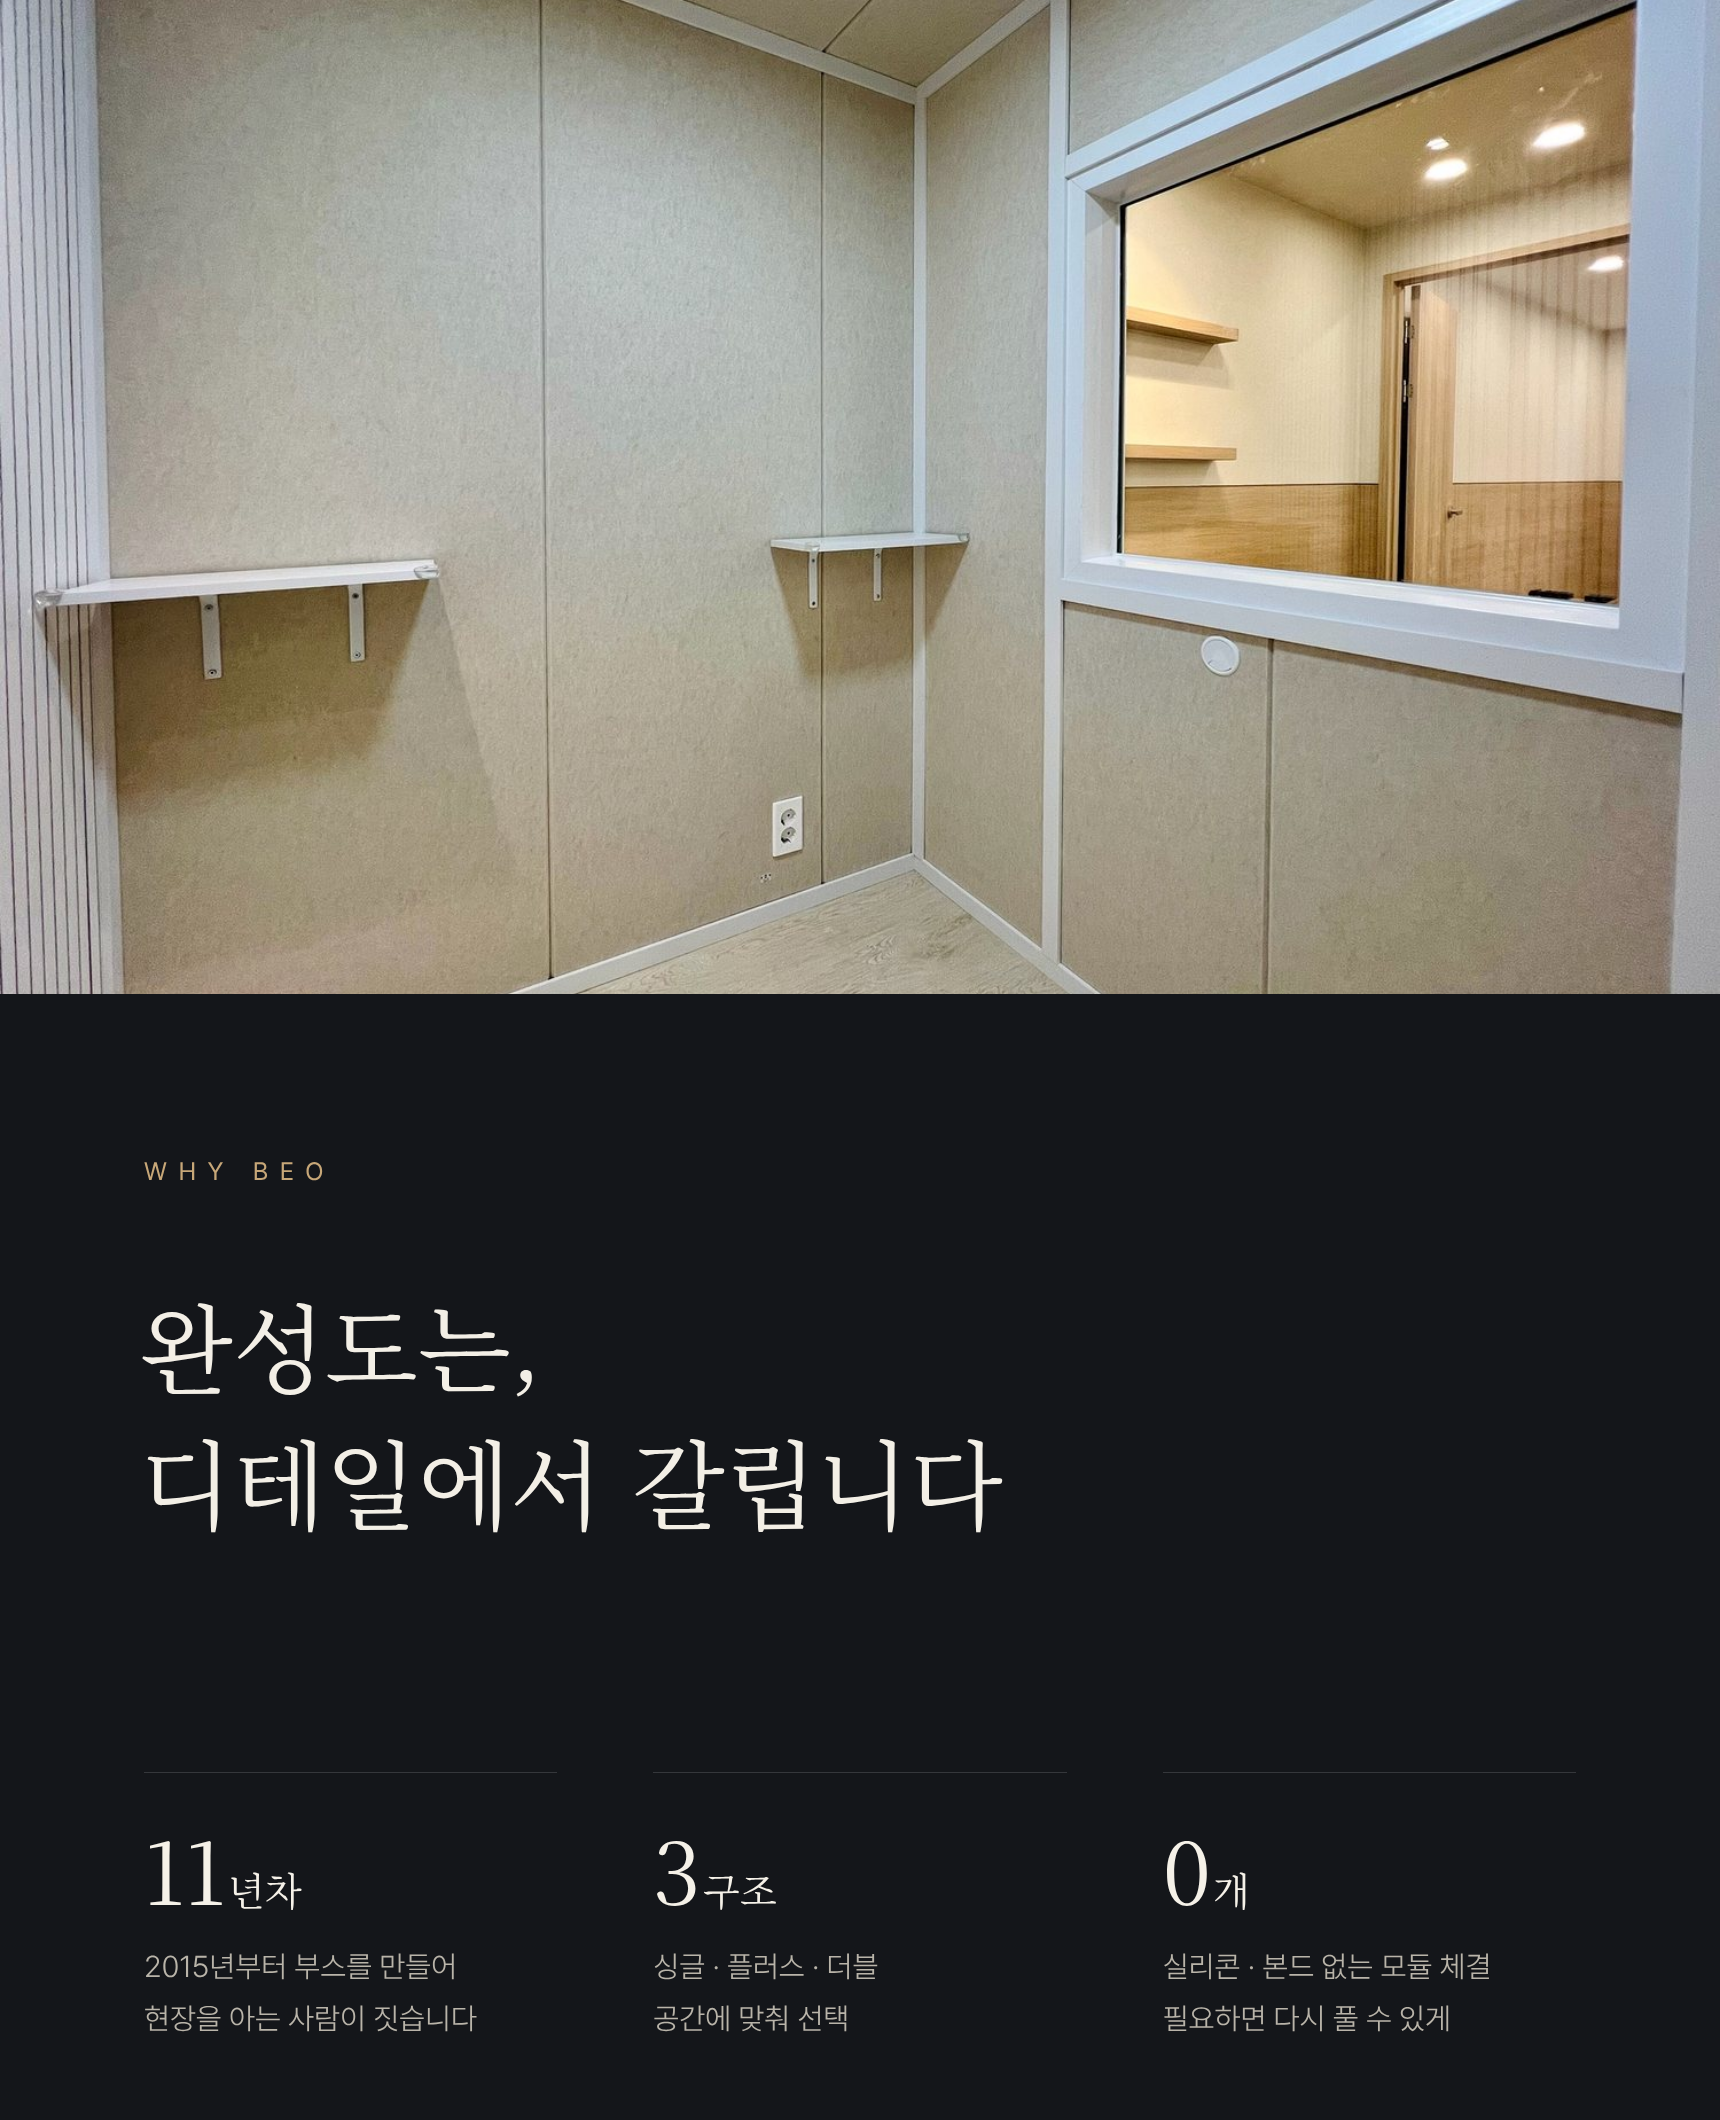 WHY BEO
완성도는,
디테일에서 갈립니다
11년차
2015년부터 부스를 만들어
현장을 아는 사람이 짓습니다
3구조
싱글 · 플러스 · 더블
공간에 맞춰 선택
0개
실리콘 · 본드 없는 모듈 체결
필요하면 다시 풀 수 있게